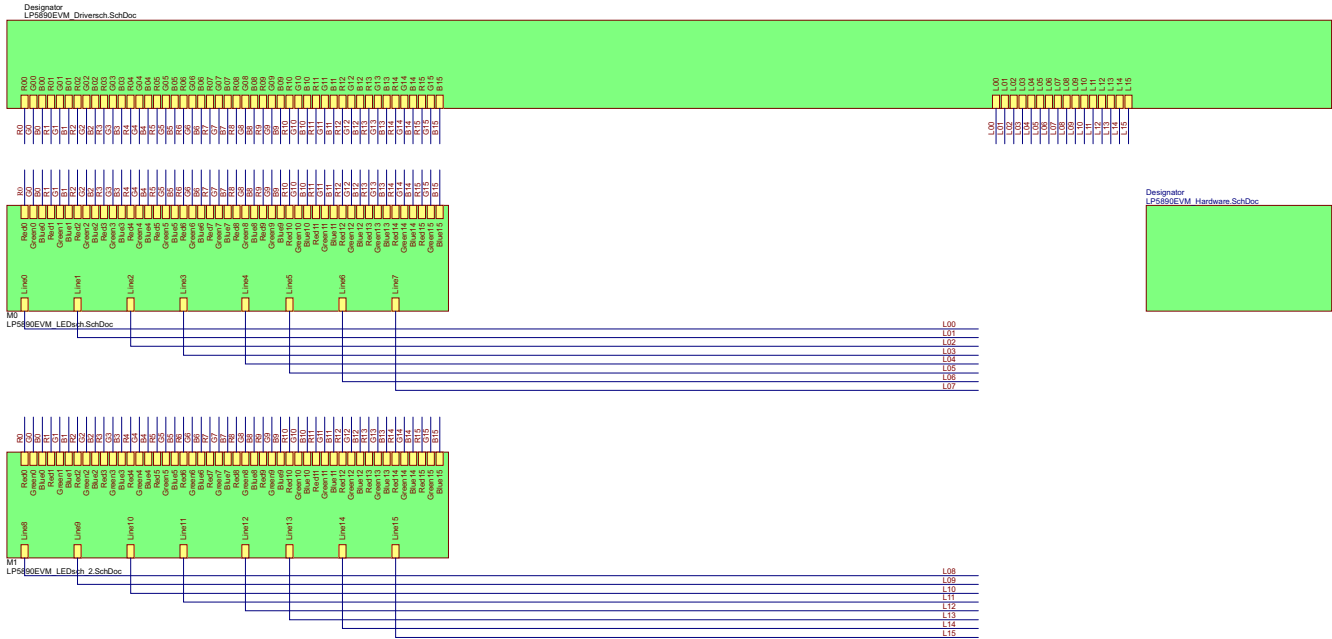 Designator
LP5890EVM_Driversch.SchDoc
R00 G00 B00 R01 G01 B01 R02 G02 B02 R03 G03 B03 R04 G04 B04 R05 G05 B05 R06 G06 B06 R07 G07 B07 R08 G08 B08 R09 G09 B09 R10 G10 B10 R11 G11 B11 R12 G12 B12 R13 G13 B13 R14 G14 B14 R15 G15 B15
L00 L01 L02 L03 L04 L05 L06 L07 L08 L09 L10 L11 L12 L13 L14 L15
R0 G0 B0 R1 G1 B1 R2 G2 B2 R3 G3 B3 R4 G4 B4 R5 G5 B5 R6 G6 B6 R7 G7 B7 R8 G8 B8 R9 G9 B9 R10 G10 B10 R11 G11 B11 R12 G12 B12 R13 G13 B13 R14 G14 B14 R15 G15 B15
L00 L01 L02 L03 L04 L05 L06 L07 L08 L09 L10 L11 L12 L13 L14 L15
R0 G0 B0 R1 G1 B1 R2 G2 B2 R3 G3 B3 R4 G4 B4 R5 G5 B5 R6 G6 B6 R7 G7 B7 R8 G8 B8 R9 G9 B9 R10 G10 B10 R11 G11 B11 R12 G12 B12 R13 G13 B13 R14 G14 B14 R15 G15 B15
Designator
LP5890EVM_Hardware.SchDoc
Red0 Green0 Blue0 Red1 Green1 Blue1 Red2 Green2 Blue2 Red3 Green3 Blue3 Red4 Green4 Blue4 Red5 Green5 Blue5 Red6 Green6 Blue6 Red7 Green7 Blue7 Red8 Green8 Blue8 Red9 Green9 Blue9 Red10 Green10 Blue10 Red11 Green11 Blue11 Red12 Green12 Blue12 Red13 Green13 Blue13 Red14 Green14 Blue14 Red15 Green15 Blue15
Line0 Line1 Line2 Line3 Line4 Line5 Line6 Line7
M0
LP5890EVM_LEDsch.SchDoc
L00
L01
L02
L03
L04
L05
L06
L07
R0 G0 B0 R1 G1 B1 R2 G2 B2 R3 G3 B3 R4 G4 B4 R5 G5 B5 R6 G6 B6 R7 G7 B7 R8 G8 B8 R9 G9 B9 R10 G10 B10 R11 G11 B11 R12 G12 B12 R13 G13 B13 R14 G14 B14 R15 G15 B15
Red0 Green0 Blue0 Red1 Green1 Blue1 Red2 Green2 Blue2 Red3 Green3 Blue3 Red4 Green4 Blue4 Red5 Green5 Blue5 Red6 Green6 Blue6 Red7 Green7 Blue7 Red8 Green8 Blue8 Red9 Green9 Blue9 Red10 Green10 Blue10 Red11 Green11 Blue11 Red12 Green12 Blue12 Red13 Green13 Blue13 Red14 Green14 Blue14 Red15 Green15 Blue15
Line8 Line9 Line10 Line11 Line12 Line13 Line14 Line15
M1
LP5890EVM_LEDsch_2.SchDoc
L08
L09
L10
L11
L12
L13
L14
L15